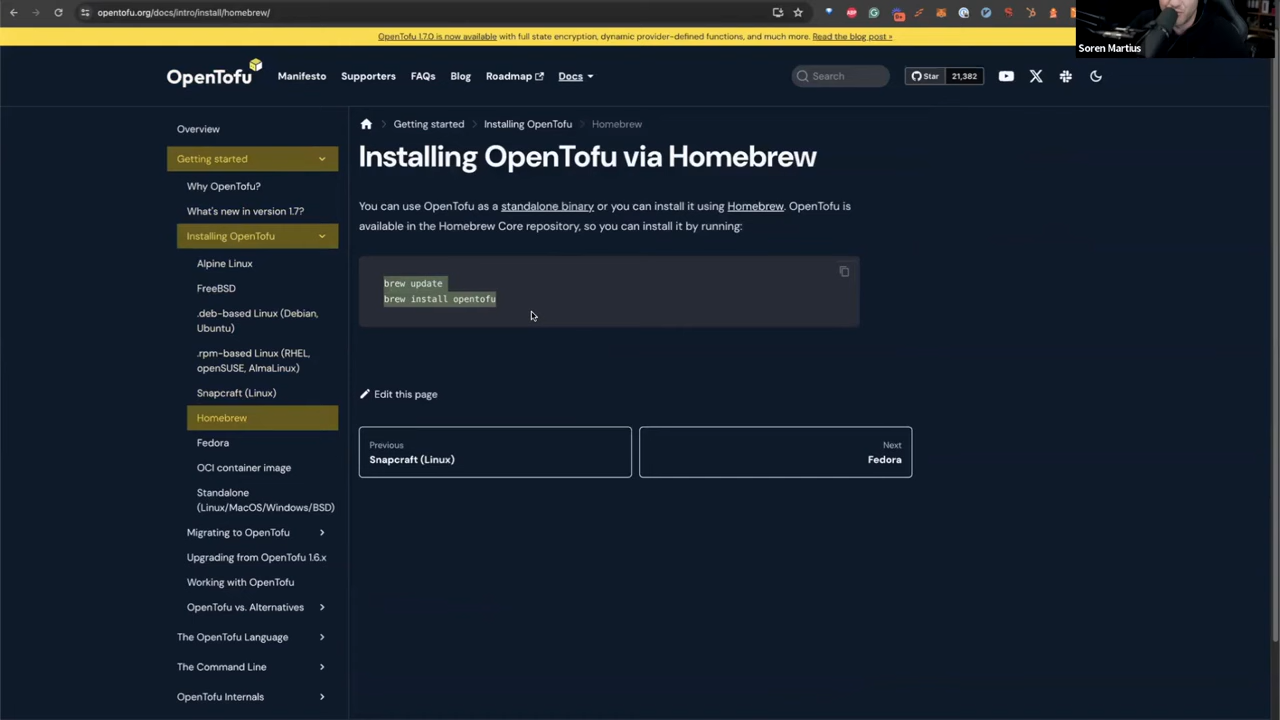 opentofu.org/docs/intro/install/homebrew/
OpenTofu 1.7.0 is now available with full state encryption, dynamic provider-defined functions, and much more. Read the blog post »
Soren Martius
OpenTofu
Manifesto
Supporters
FAQs
Blog
Roadmap
Docs
Search
Star
21,382
Overview
Getting started
Why OpenTofu?
What's new in version 1.7?
Installing OpenTofu
Alpine Linux
FreeBSD
.deb-based Linux (Debian,
Ubuntu)
.rpm-based Linux (RHEL,
openSUSE, AlmaLinux)
Snapcraft (Linux)
Homebrew
Fedora
OCI container image
Standalone
(Linux/MacOS/Windows/BSD)
Migrating to OpenTofu
Upgrading from OpenTofu 1.6.x
Working with OpenTofu
OpenTofu vs. Alternatives
The OpenTofu Language
The Command Line
OpenTofu Internals
Getting started
Installing OpenTofu
Homebrew
Installing OpenTofu via Homebrew
You can use OpenTofu as a standalone binary or you can install it using Homebrew. OpenTofu is
available in the Homebrew Core repository, so you can install it by running:
brew update
brew install opentofu
Edit this page
Previous
Snapcraft (Linux)
Next
Fedora